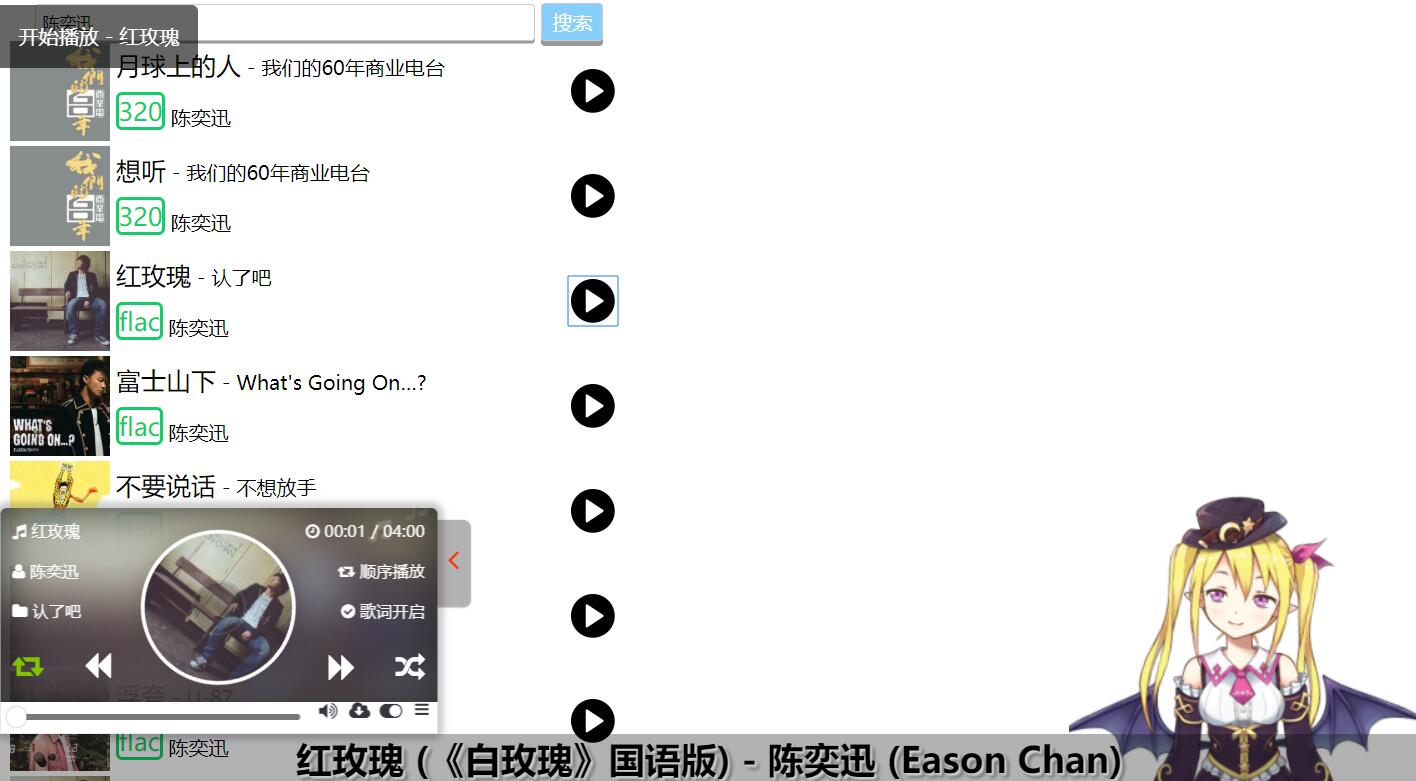 陈奕迅
搜索
开始播放 - 红玫瑰
月球上的人 - 我们的60年商业电台
320 陈奕迅
想听 - 我们的60年商业电台
320 陈奕迅
红玫瑰 - 认了吧
flac 陈奕迅
富士山下 - What's Going On…?
flac 陈奕迅
WHAT'S
GOING ON...?
EASON CHAN
不要说话 - 不想放手
红玫瑰
00:01 / 04:00
陈奕迅
顺序播放
认了吧
歌词开启
浮夸 - U-87
flac 陈奕迅
红玫瑰 (《白玫瑰》国语版) - 陈奕迅 (Eason Chan)